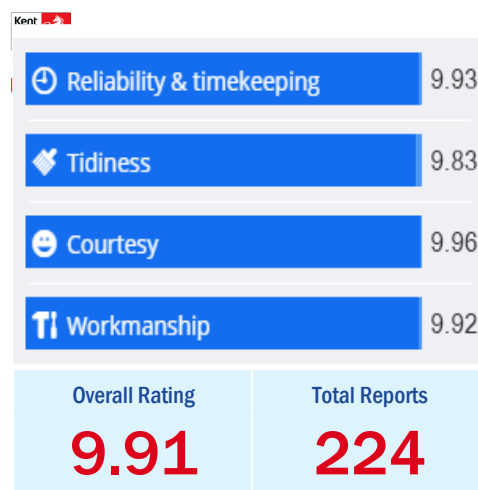 Kent
Reliability & timekeeping 9.93
Tidiness 9.83
Courtesy 9.96
Workmanship 9.92
Overall Rating Total Reports
9.91 224